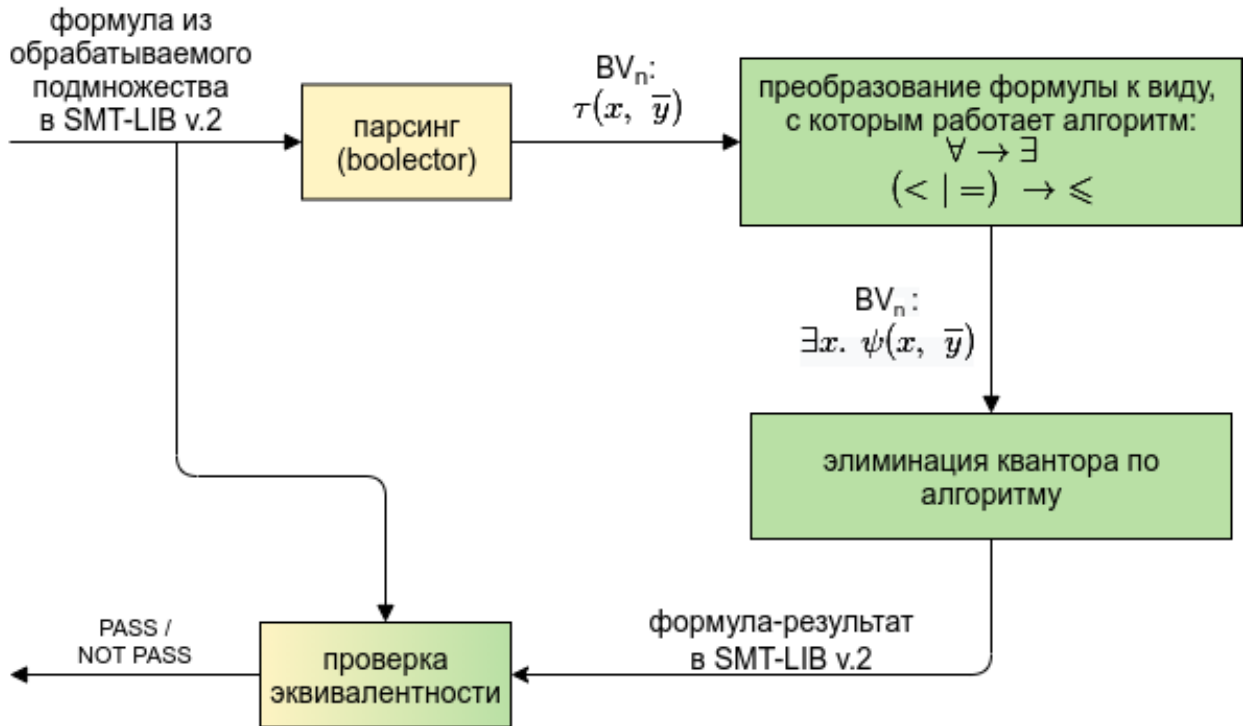 формула из
обрабатываемого
подмножества
в SMT-LIB v.2
парсинг
(boolector)
BVₙ:
τ(x, y̅)
преобразование формулы к виду,
с которым работает алгоритм:
∀ → ∃
(< | =) → ⩽
BVₙ :
∃x. ψ(x, y̅)
элиминация квантора по
алгоритму
формула-результат
в SMT-LIB v.2
проверка
эквивалентности
PASS /
NOT PASS